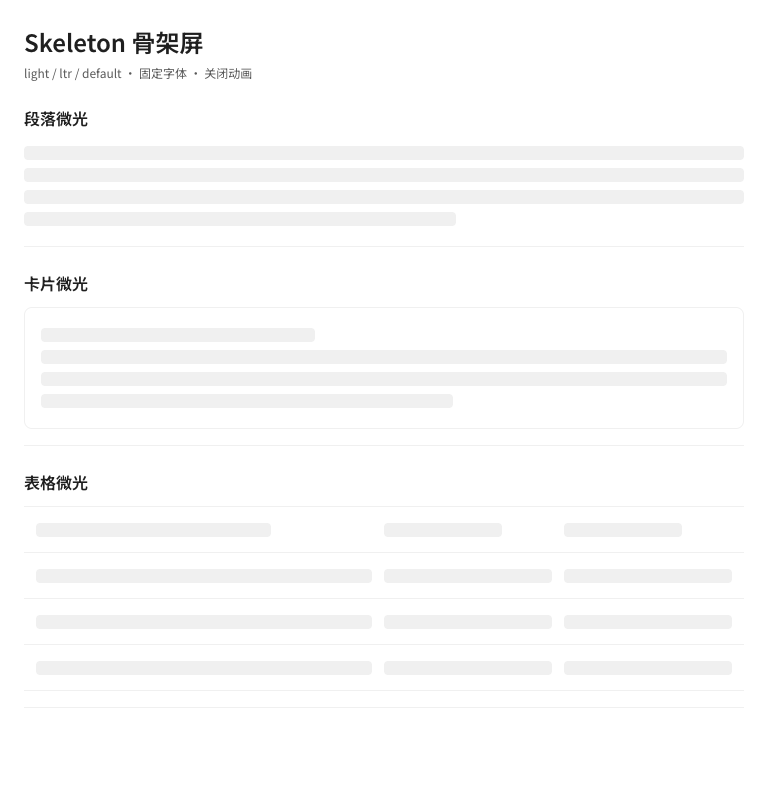 Skeleton 骨架屏
light / ltr / default ・ 固定字体 ・ 关闭动画
段落微光
卡片微光
表格微光